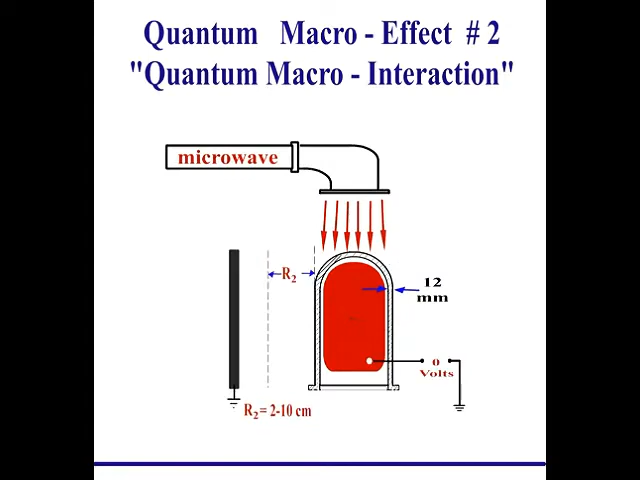 Quantum Macro - Effect # 2
"Quantum Macro - Interaction"
microwave
R2
12
mm
0
Volts
R2 = 2-10 cm